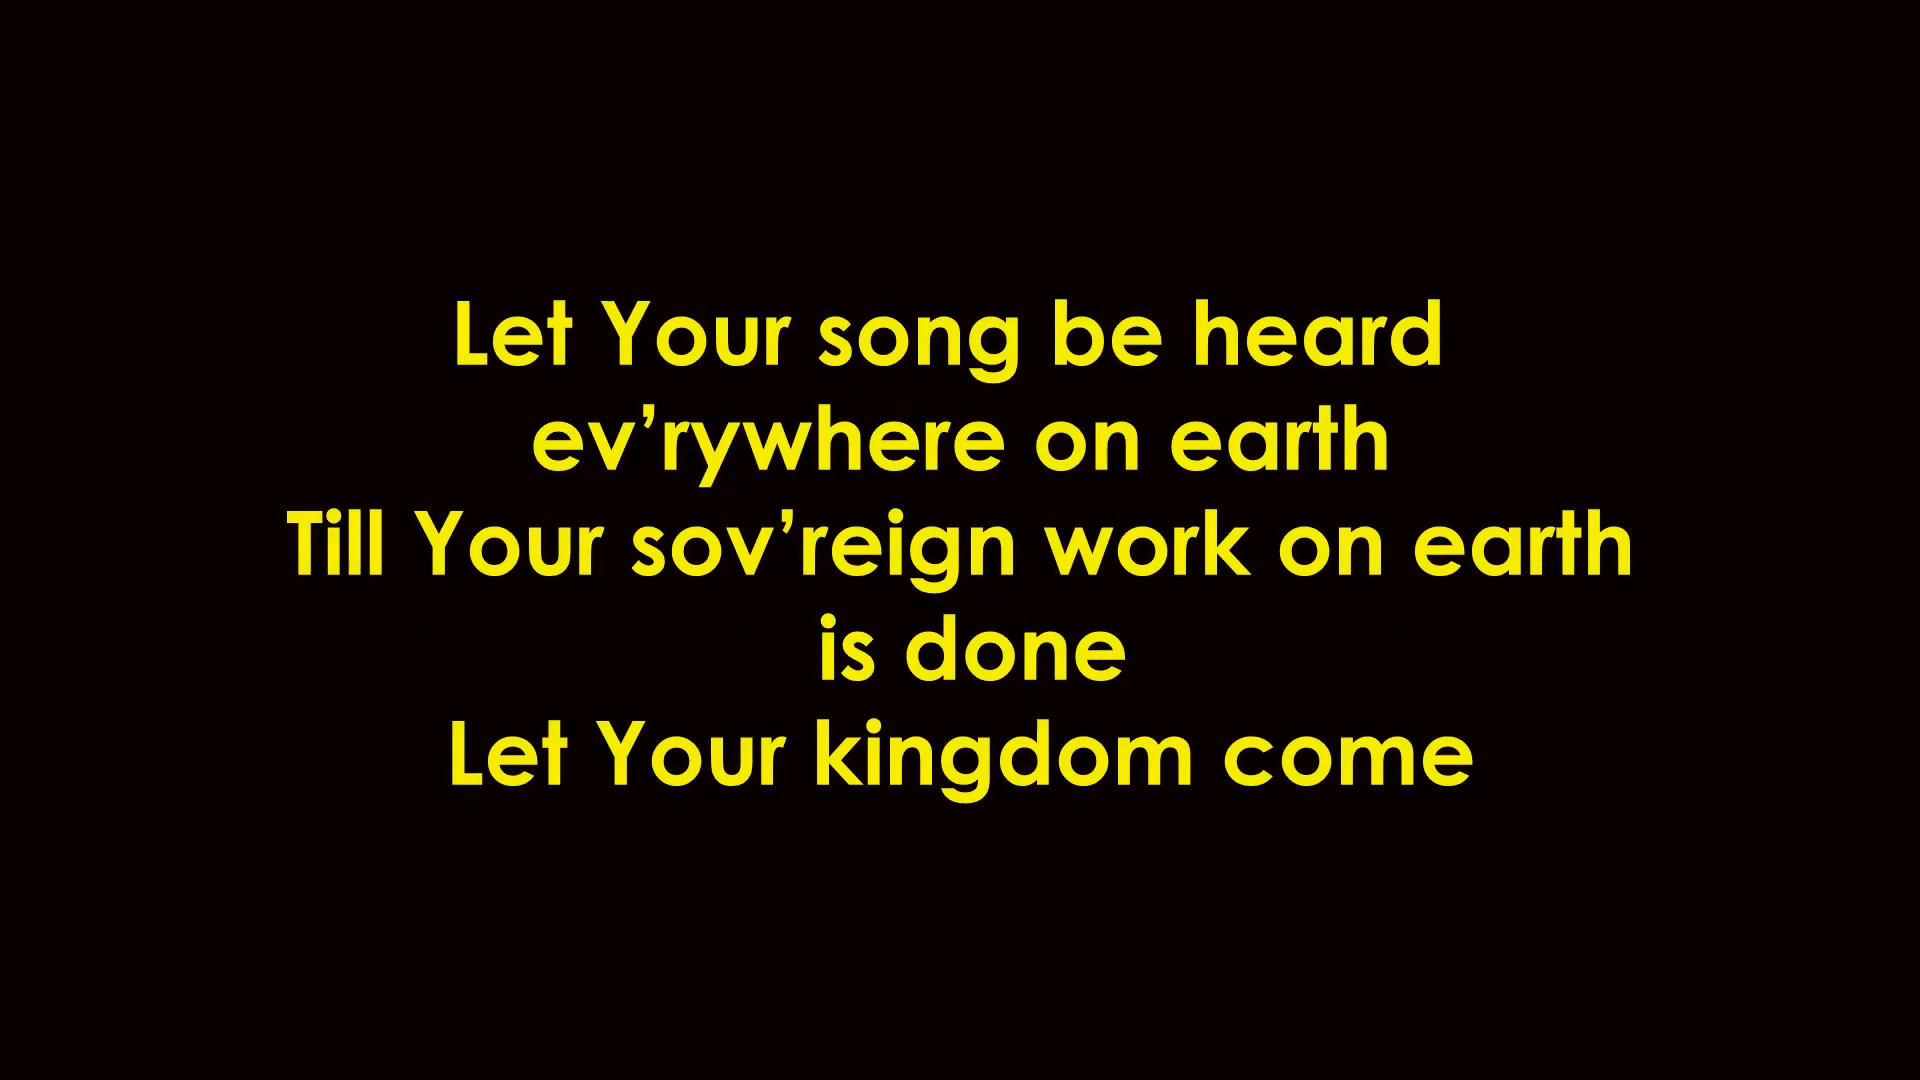 Let Your song be heard
ev’rywhere on earth
Till Your sov’reign work on earth
is done
Let Your kingdom come